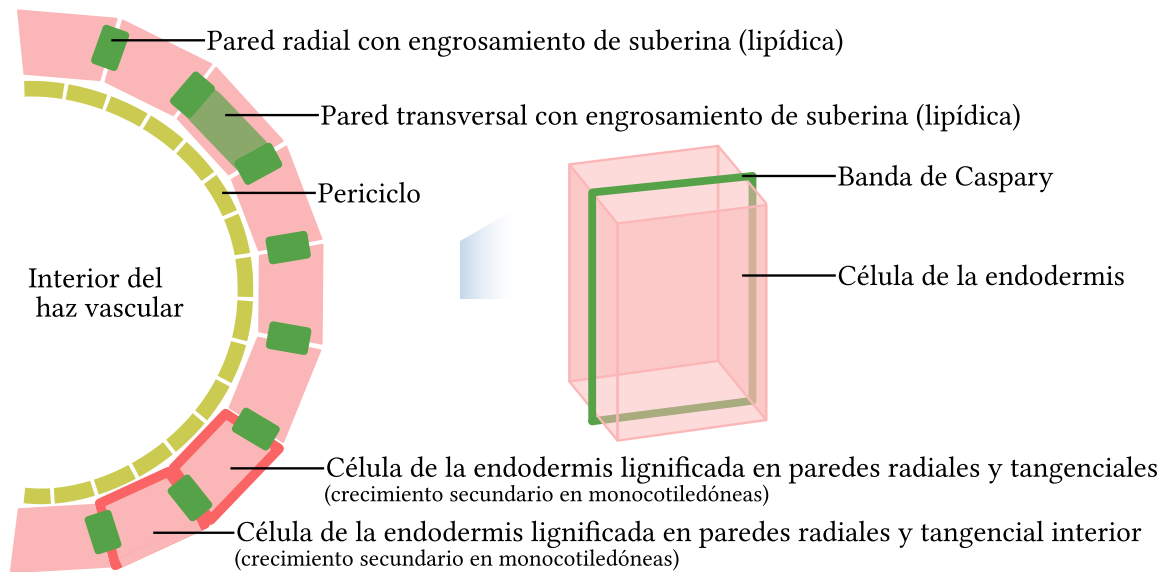 Pared radial con engrosamiento de suberina (lipídica)
Pared transversal con engrosamiento de suberina (lipídica)
Banda de Caspary
Periciclo
Interior del
haz vascular
Célula de la endodermis
Célula de la endodermis lignificada en paredes radiales y tangenciales
(crecimiento secundario en monocotiledóneas)
Célula de la endodermis lignificada en paredes radiales y tangencial interior
(crecimiento secundario en monocotiledóneas)